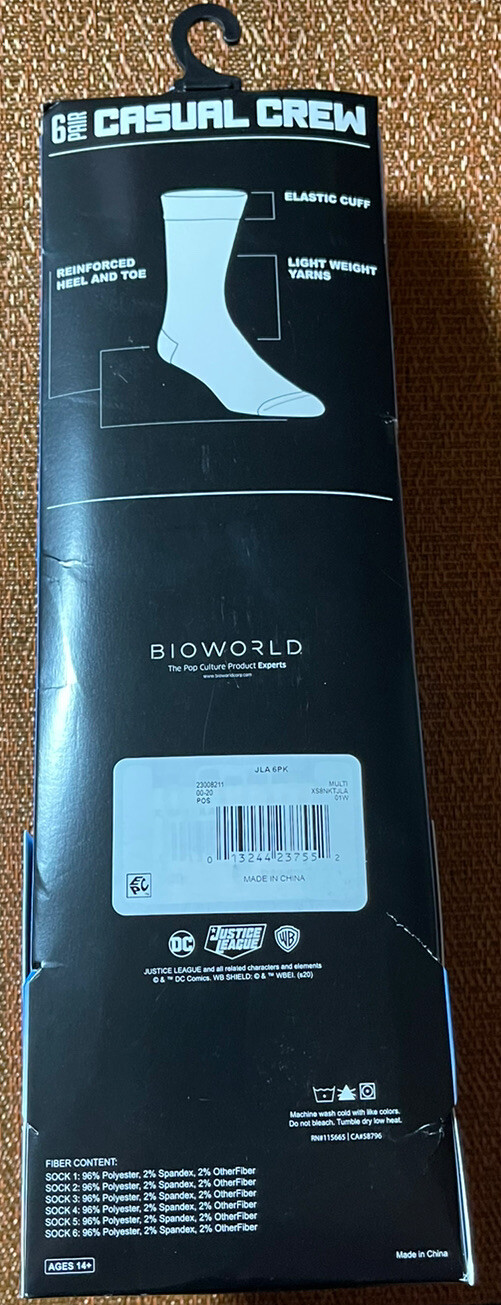 6 PAIR CASUAL CREW
ELASTIC CUFF
REINFORCED
HEEL AND TOE
LIGHT WEIGHT
YARNS
BIOWORLD
The Pop Culture Product Experts
www.bioworldcorp.com
JLA 6PK
23008211
00-20
POS
MULTI
XS8NKTJLA
01W
0 13244 23755 2
MADE IN CHINA
EPC
DC
JUSTICE
LEAGUE
WB
JUSTICE LEAGUE and all related characters and elements
© & ™ DC Comics. WB SHIELD: © & ™ WBEI. (s20)
Machine wash cold with like colors.
Do not bleach. Tumble dry low heat.
RN#115665 | CA#58796
FIBER CONTENT:
SOCK 1: 96% Polyester, 2% Spandex, 2% OtherFiber
SOCK 2: 96% Polyester, 2% Spandex, 2% OtherFiber
SOCK 3: 96% Polyester, 2% Spandex, 2% OtherFiber
SOCK 4: 96% Polyester, 2% Spandex, 2% OtherFiber
SOCK 5: 96% Polyester, 2% Spandex, 2% OtherFiber
SOCK 6: 96% Polyester, 2% Spandex, 2% OtherFiber
AGES 14+
Made in China